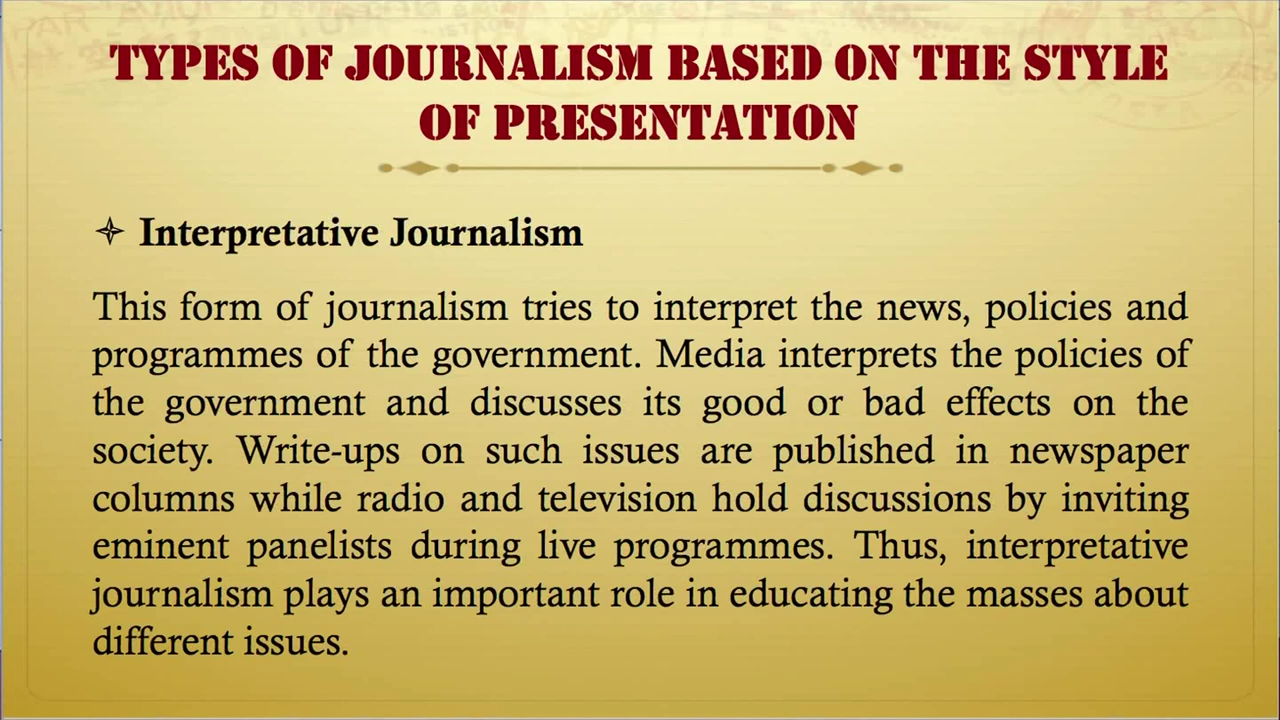 TYPES OF JOURNALISM BASED ON THE STYLE
OF PRESENTATION
Interpretative Journalism
This form of journalism tries to interpret the news, policies and
programmes of the government. Media interprets the policies of
the government and discusses its good or bad effects on the
society. Write-ups on such issues are published in newspaper
columns while radio and television hold discussions by inviting
eminent panelists during live programmes. Thus, interpretative
journalism plays an important role in educating the masses about
different issues.